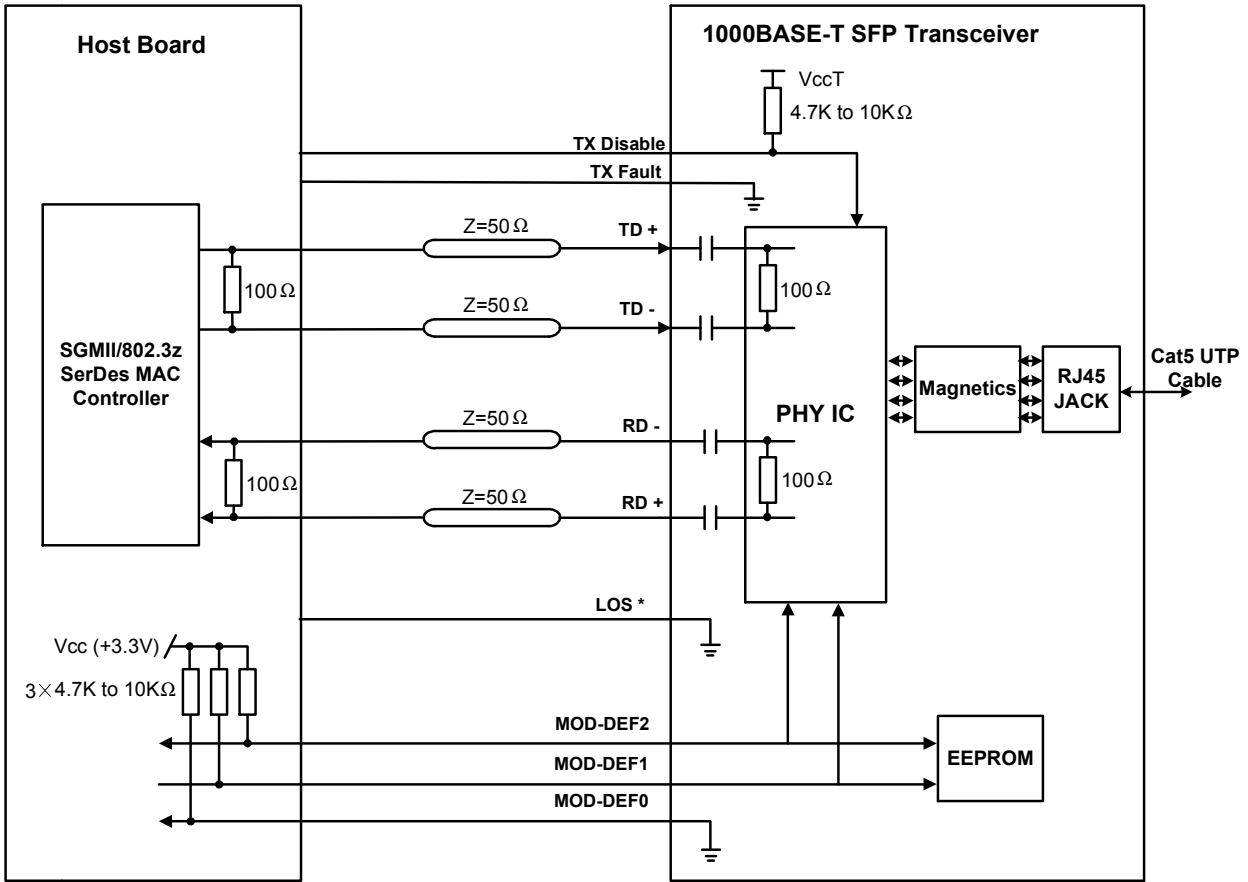 Host Board
1000BASE-T SFP Transceiver
VccT
4.7K to 10KΩ
TX Disable
TX Fault
Z=50Ω
TD +
100Ω
100Ω
Z=50Ω
TD -
SGMII/802.3z
SerDes MAC
Controller
PHY IC
Magnetics
RJ45
JACK
Cat5 UTP
Cable
Z=50Ω
RD -
100Ω
100Ω
Z=50Ω
RD +
LOS *
Vcc (+3.3V)
3×4.7K to 10KΩ
MOD-DEF2
MOD-DEF1
MOD-DEF0
EEPROM